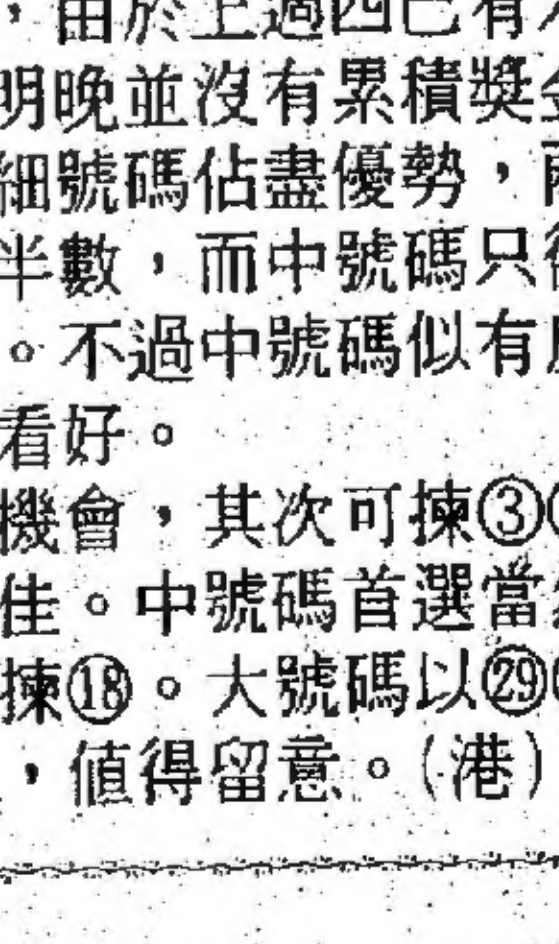 ，由於上週四已有
明晚並沒有累積獎金
細號碼佔盡優勢，
半數，而中號碼只
。不過中號碼似有
看好。
機會，其次可揀③
佳。中號碼首選當
揀⑱。大號碼以㉙
，值得留意。(港)